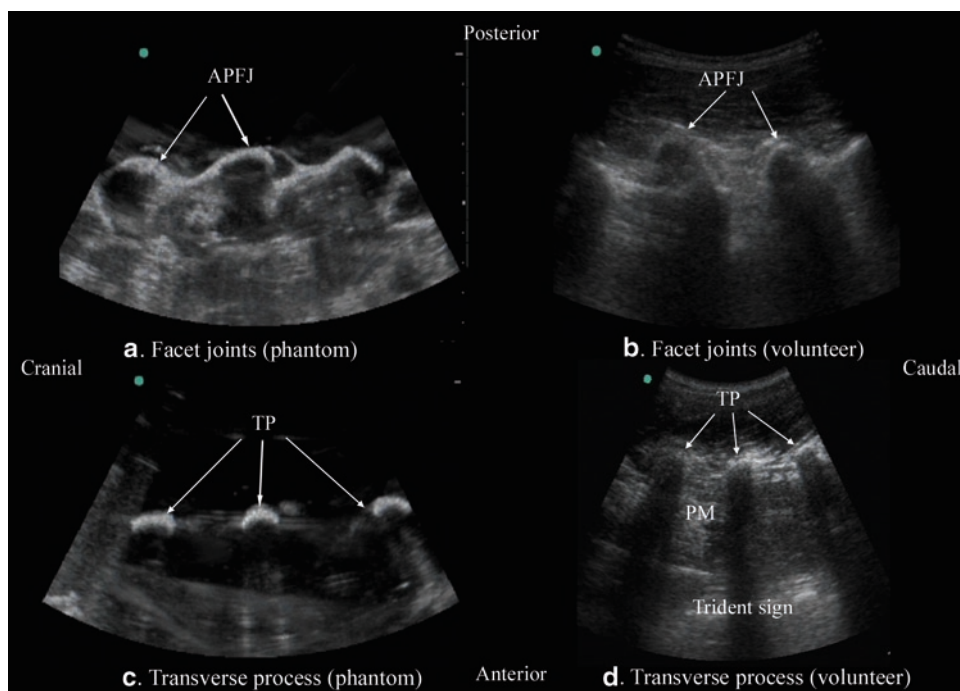 Posterior
APFJ
APFJ
a. Facet joints (phantom)
b. Facet joints (volunteer)
Cranial
Caudal
TP
TP
PM
Trident sign
c. Transverse process (phantom)
Anterior
d. Transverse process (volunteer)